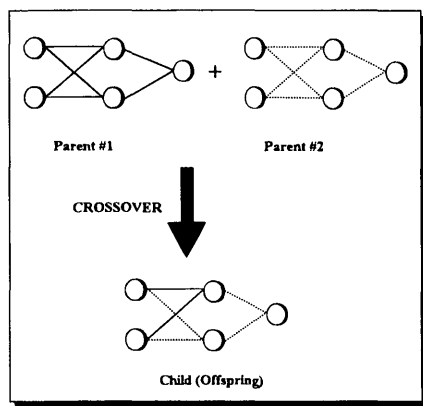 +
Parent #1 Parent #2
CROSSOVER
Child (Offspring)